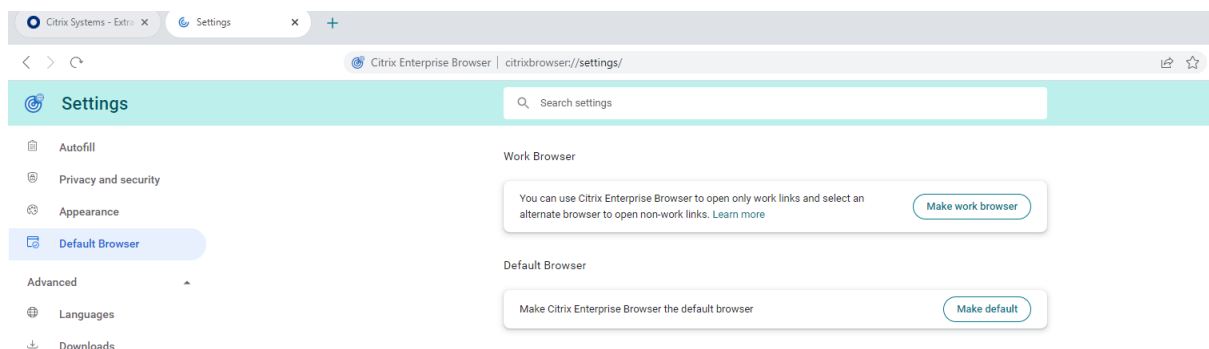 Citrix Systems - Extra
Settings
Citrix Enterprise Browser | citrixbrowser://settings/
Settings
Search settings
Autofill
Privacy and security
Appearance
Default Browser
Advanced
Languages
Downloads
Work Browser
You can use Citrix Enterprise Browser to open only work links and select an
alternate browser to open non-work links. Learn more
Make work browser
Default Browser
Make Citrix Enterprise Browser the default browser
Make default